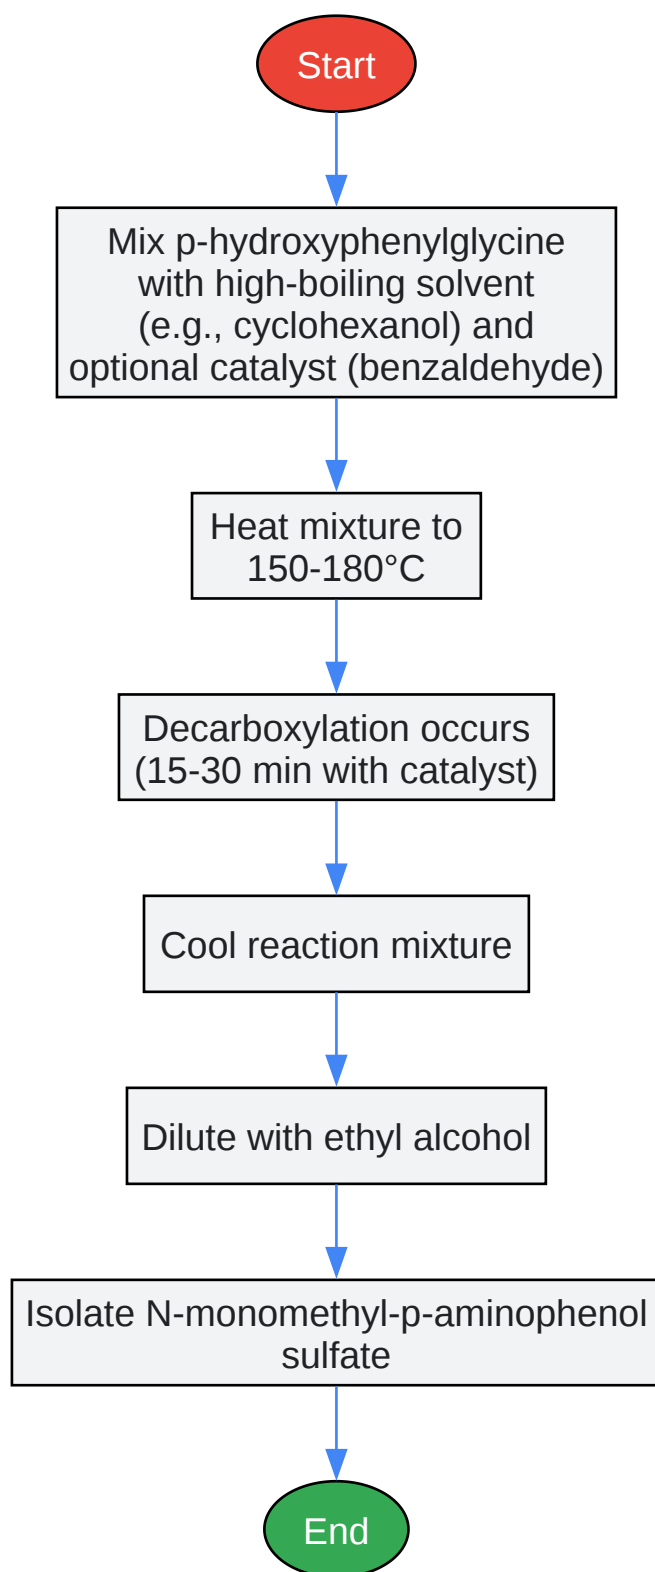 Start
Mix p-hydroxyphenylglycine
with high-boiling solvent
(e.g., cyclohexanol) and
optional catalyst (benzaldehyde)
Heat mixture to
150-180°C
Decarboxylation occurs
(15-30 min with catalyst)
Cool reaction mixture
Dilute with ethyl alcohol
Isolate N-monomethyl-p-aminophenol
sulfate
End